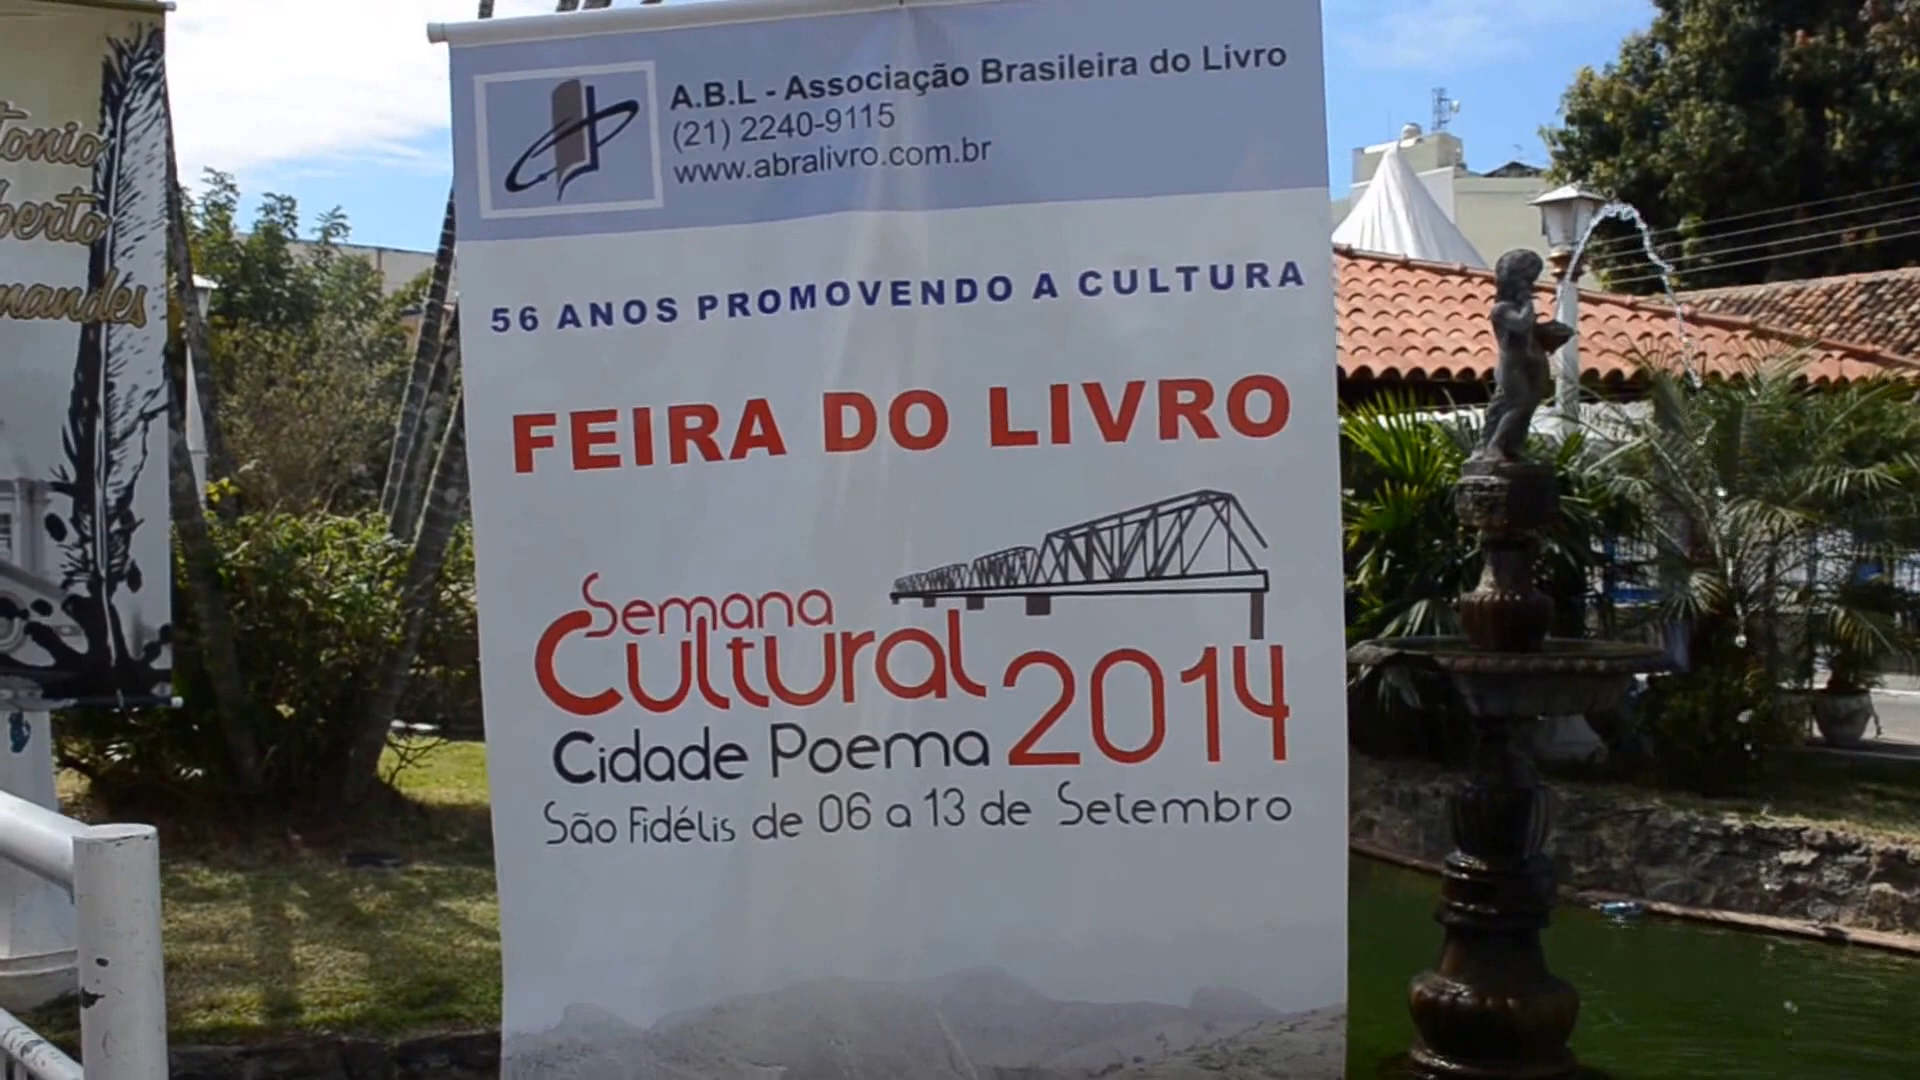 A.B.L - Associação Brasileira do Livro
(21) 2240-9115
www.abralivro.com.br
56 ANOS PROMOVENDO A CULTURA
FEIRA DO LIVRO
Semana
Cultural 2014
Cidade Poema
São Fidélis de 06 a 13 de Setembro